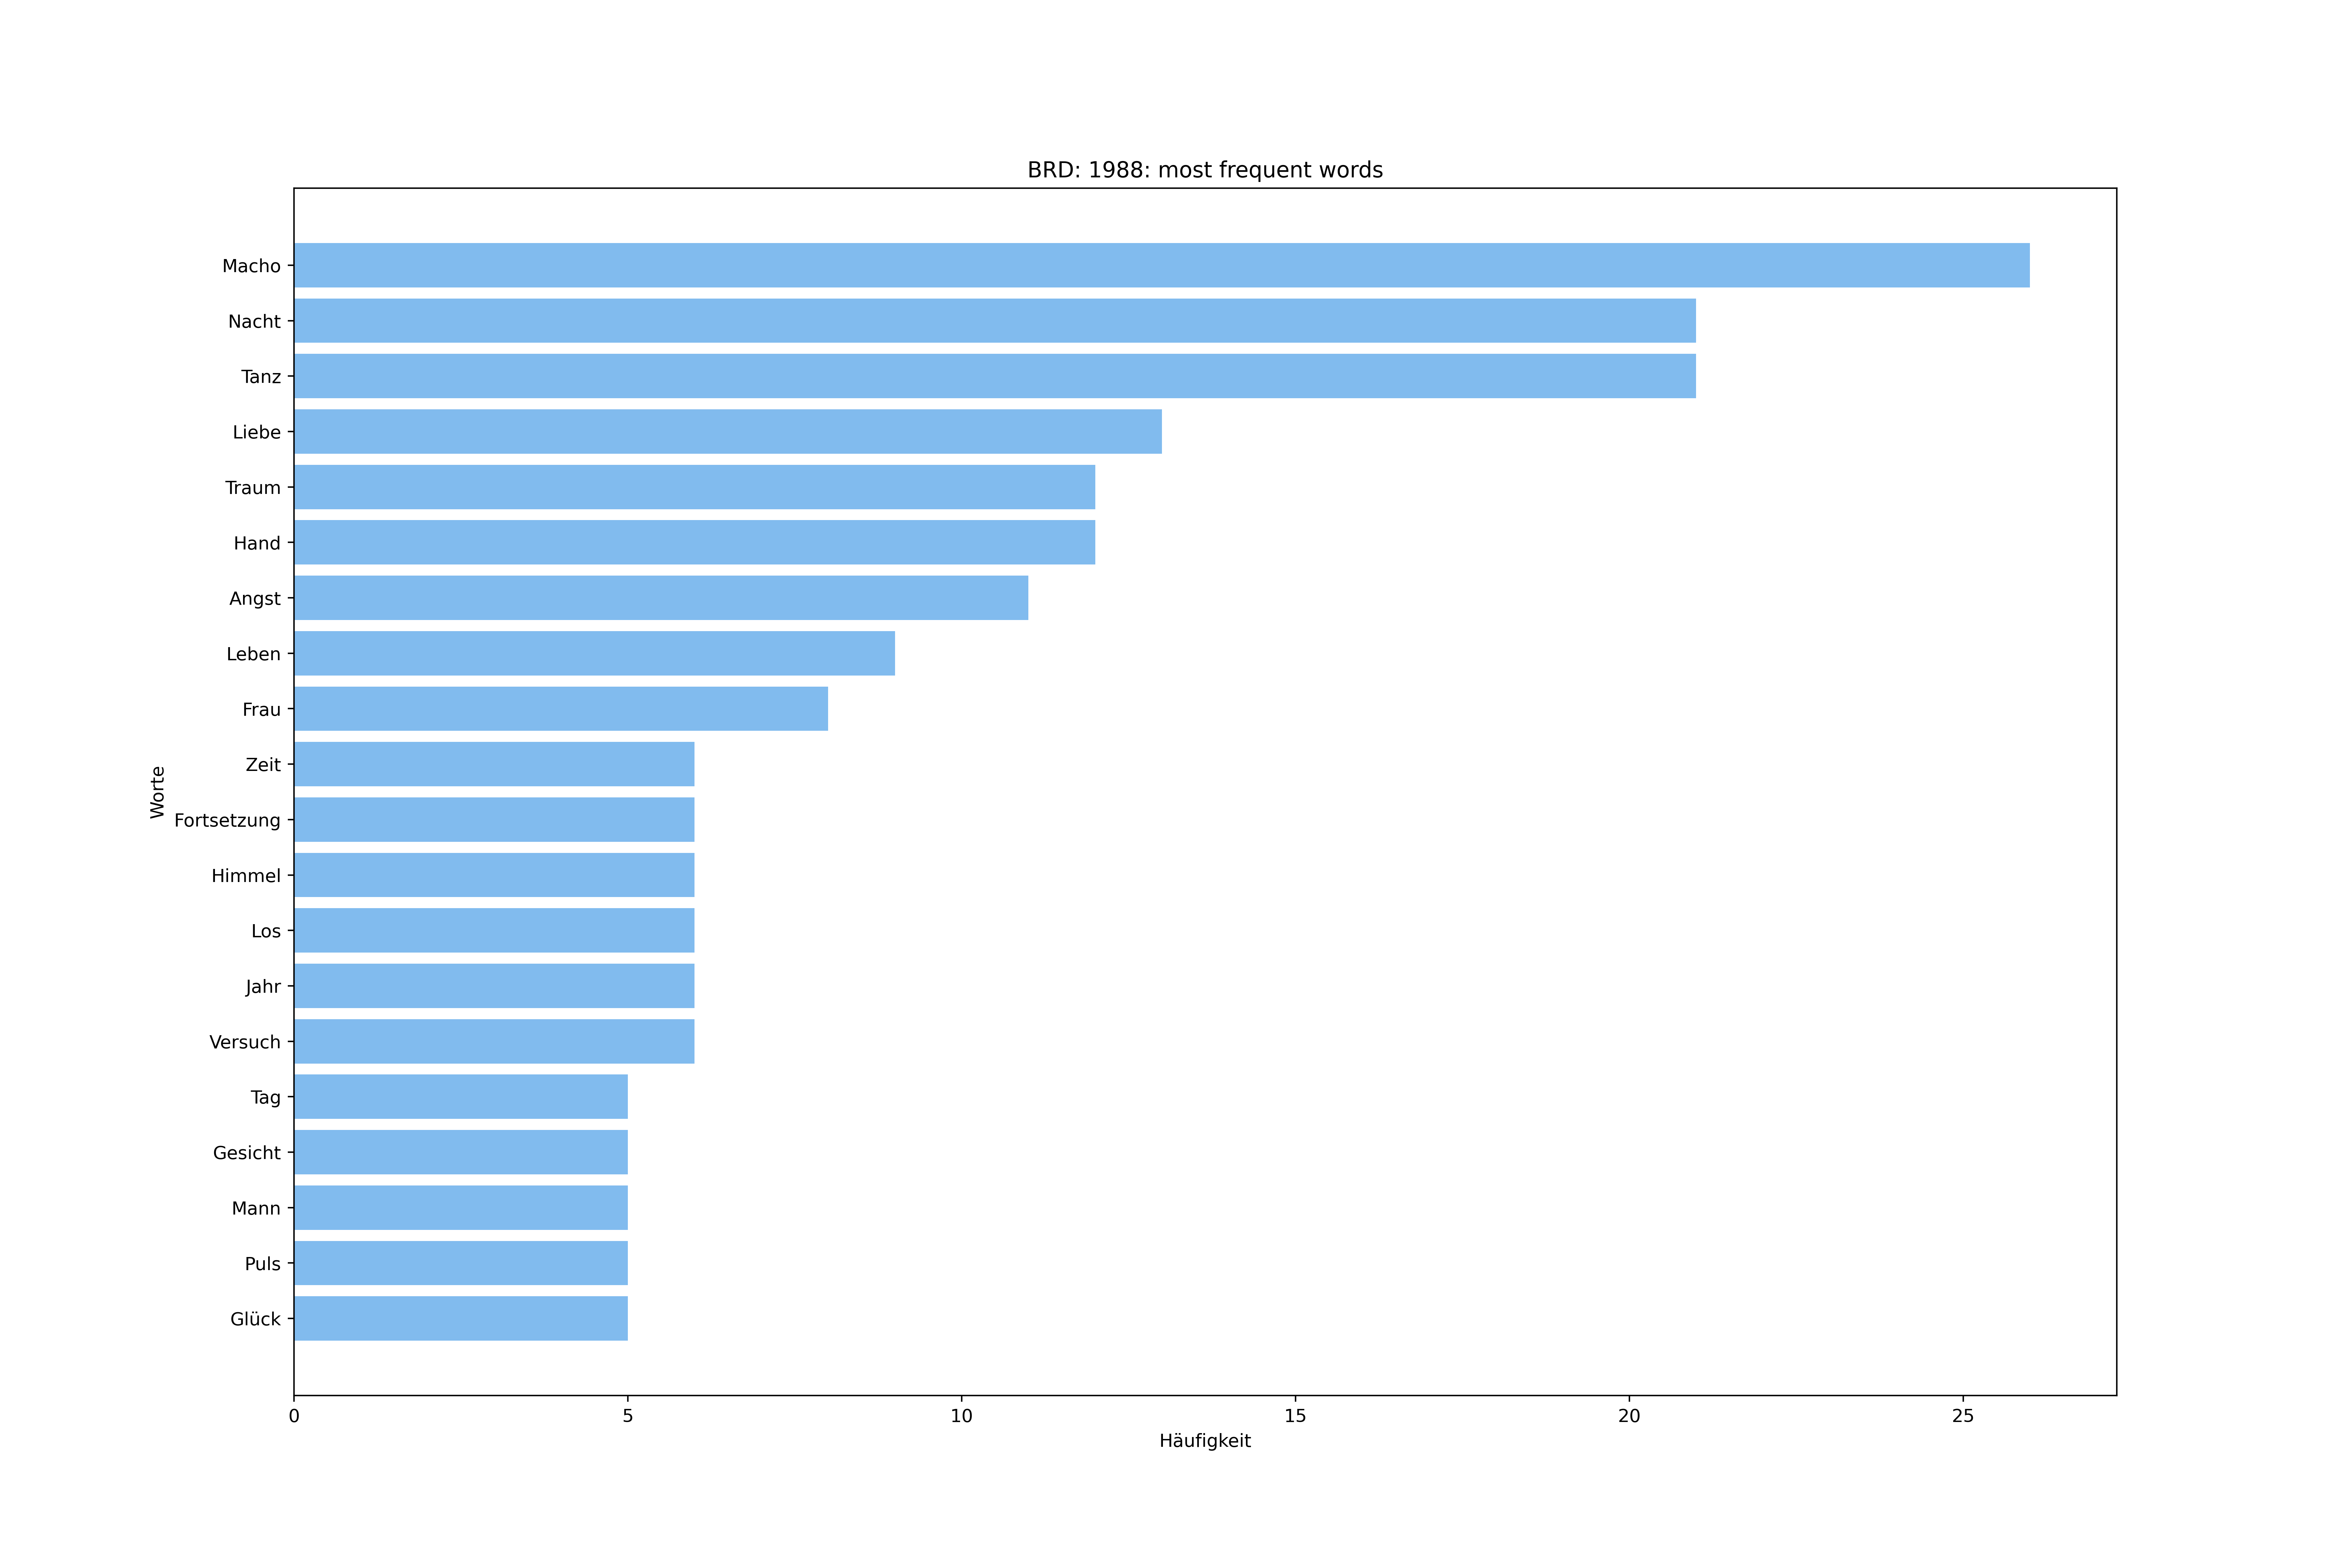 BRD: 1988: most frequent words
Macho
Nacht
Tanz
Liebe
Traum
Hand
Angst
Leben
Frau
Zeit
Fortsetzung
Himmel
Los
Jahr
Versuch
Tag
Gesicht
Mann
Puls
Glück
Worte
0 5 10 15 20 25
Häufigkeit